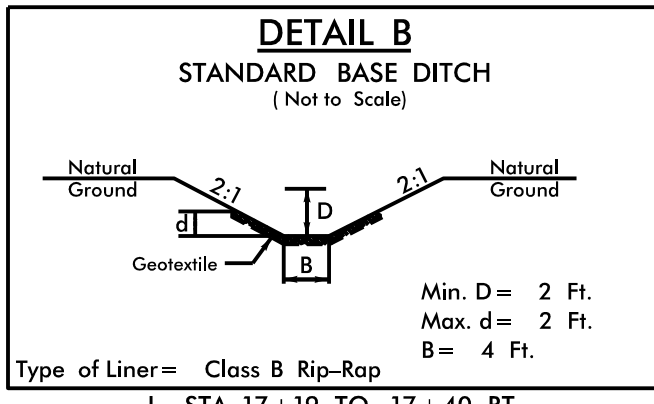 DETAIL B
STANDARD BASE DITCH
( Not to Scale)
Natural
Ground
2:1
2:1
Natural
Ground
D
d
Geotextile
B
Min. D = 2 Ft.
Max. d = 2 Ft.
B = 4 Ft.
Type of Liner = Class B Rip-Rap